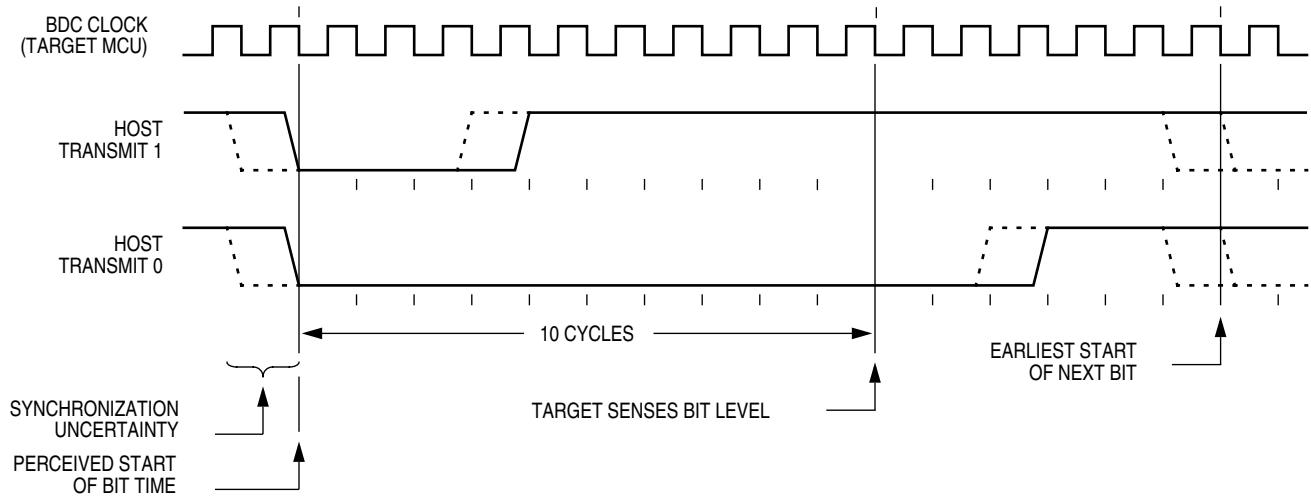 BDC CLOCK
(TARGET MCU)
HOST
TRANSMIT 1
HOST
TRANSMIT 0
10 CYCLES
EARLIEST START
OF NEXT BIT
TARGET SENSES BIT LEVEL
SYNCHRONIZATION
UNCERTAINTY
PERCEIVED START
OF BIT TIME